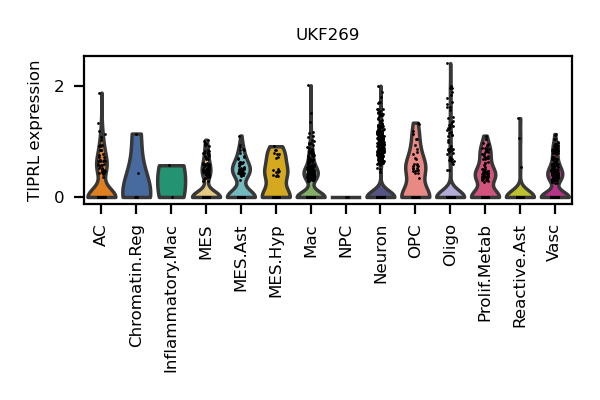 UKF269
TIPRL expression
2
0
AC
Chromatin.Reg
Inflammatory.Mac
MES
MES.Ast
MES.Hyp
Mac
NPC
Neuron
OPC
Oligo
Prolif.Metab
Reactive.Ast
Vasc